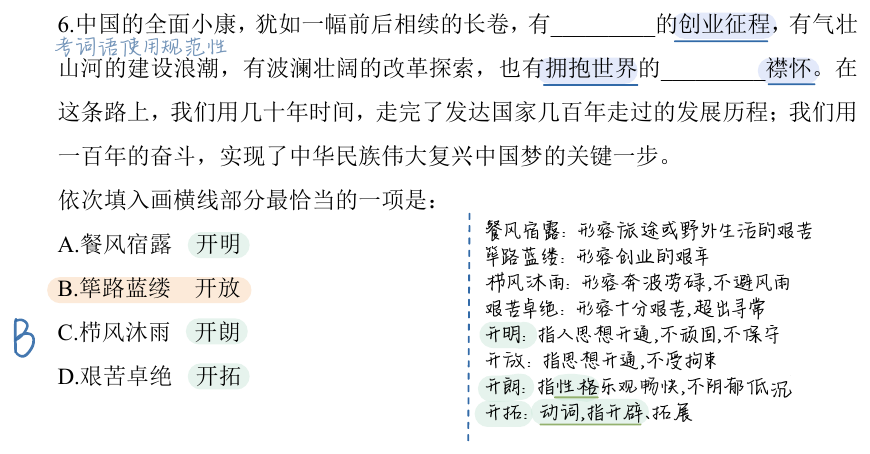 6.中国的全面小康，犹如一幅前后相续的长卷，有_________的创业征程，有气壮
考词语使用规范性
山河的建设浪潮，有波澜壮阔的改革探索，也有拥抱世界的_________襟怀。在
这条路上，我们用几十年时间，走完了发达国家几百年走过的发展历程；我们用
一百年的奋斗，实现了中华民族伟大复兴中国梦的关键一步。
依次填入画横线部分最恰当的一项是：
A.餐风宿露 开明
B.筚路蓝缕 开放
C.栉风沐雨 开朗
D.艰苦卓绝 开拓
B
餐风宿露：形容旅途或野外生活的艰苦
筚路蓝缕：形容创业的艰辛
栉风沐雨：形容奔波劳碌,不避风雨
艰苦卓绝：形容十分艰苦,超出寻常
开明：指人思想开通,不顽固,不保守
开放：指思想开通,不受拘束
开朗：指性格乐观畅快,不阴郁低沉
开拓：动词,指开辟、拓展